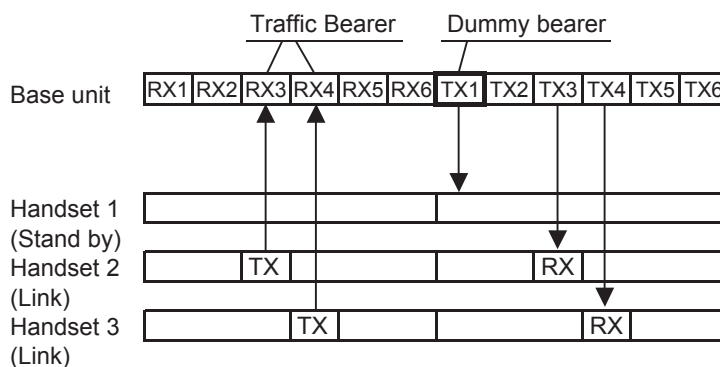 Traffic Bearer Dummy bearer
Base unit RX1 RX2 RX3 RX4 RX5 RX6 TX1 TX2 TX3 TX4 TX5 TX6
Handset 1
(Stand by)
Handset 2 TX RX
(Link)
Handset 3 TX RX
(Link)